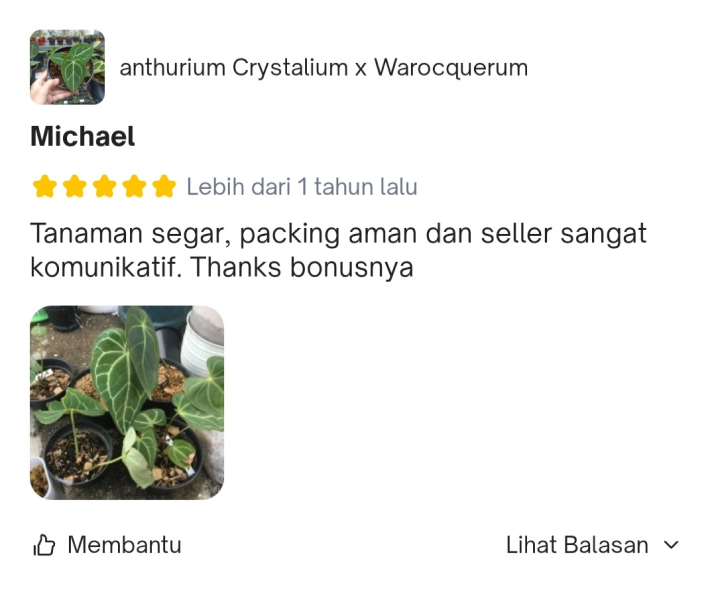 anthurium Crystalium x Warocquerum
Michael
Lebih dari 1 tahun lalu
Tanaman segar, packing aman dan seller sangat
komunikatif. Thanks bonusnya
Membantu
Lihat Balasan